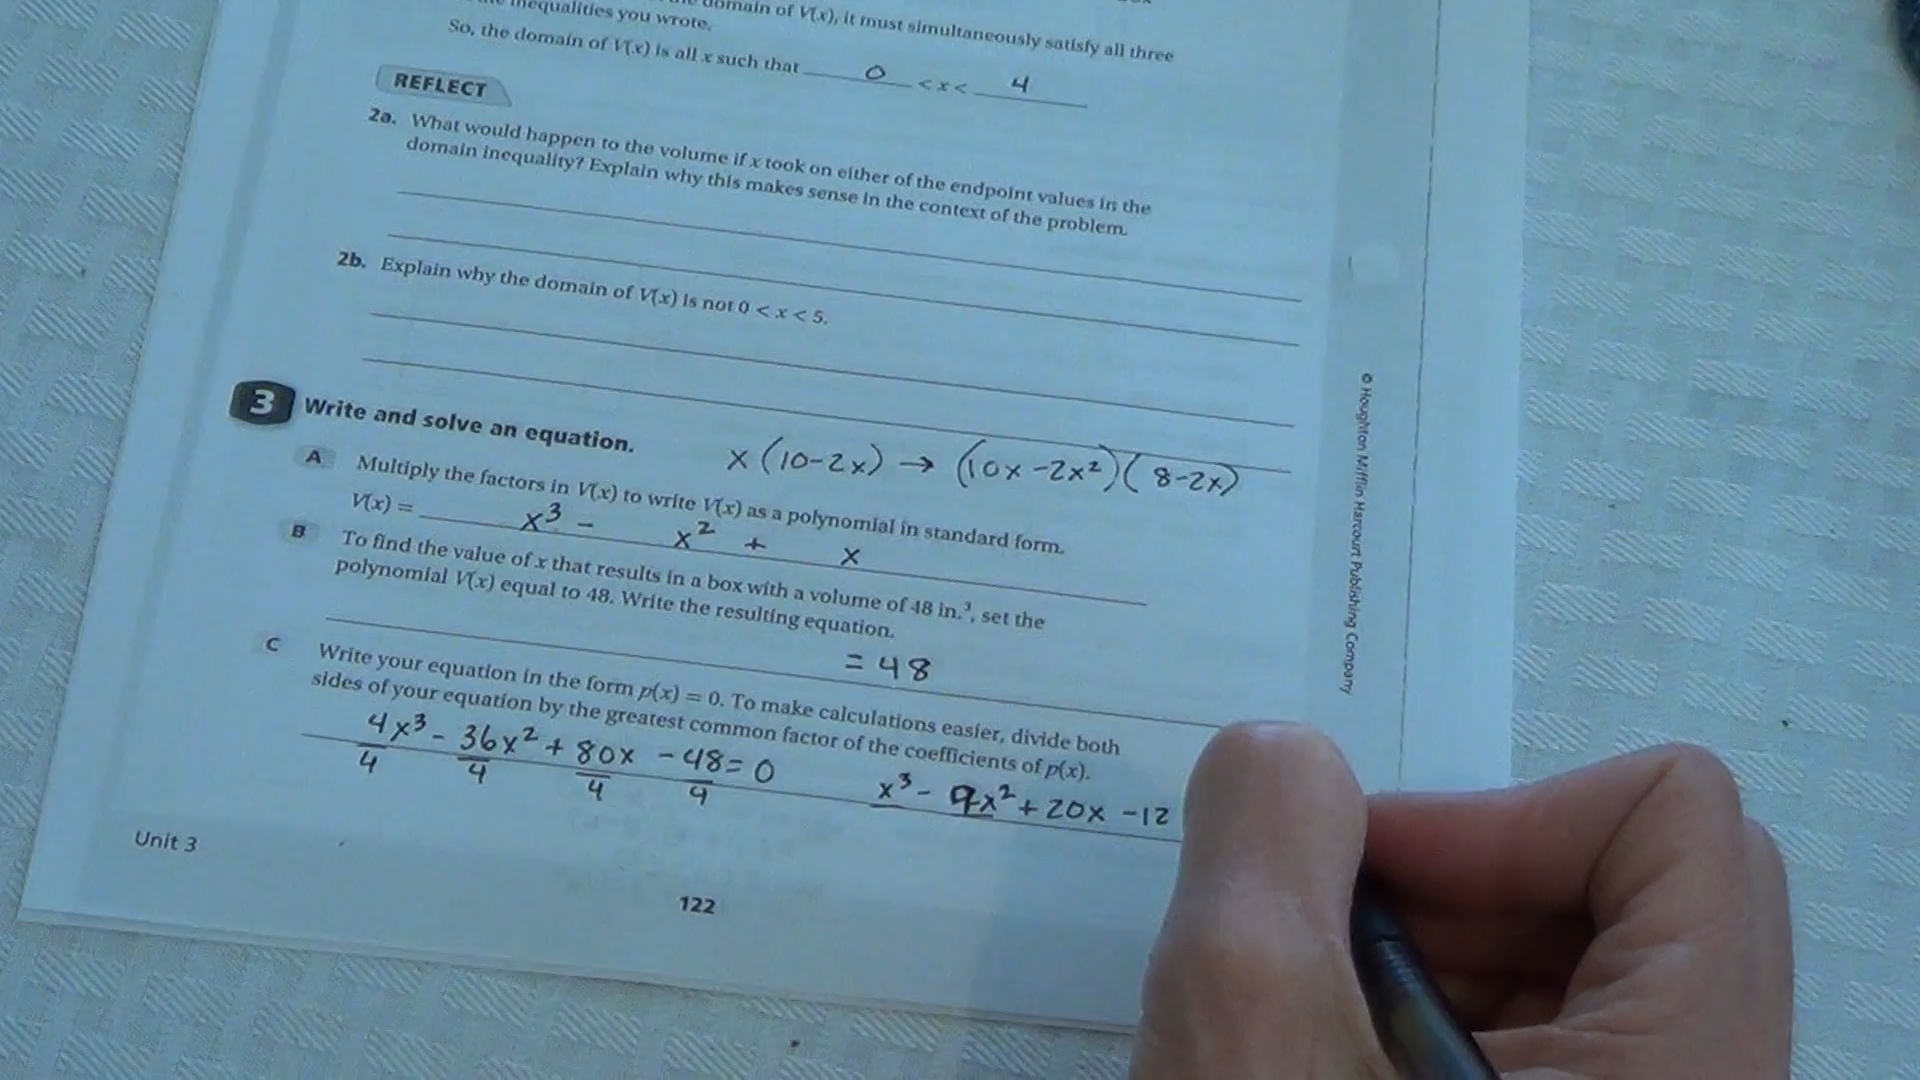 domain of V(x), it must simultaneously satisfy all three
inequalities you wrote.
So, the domain of V(x) is all x such that 0 < x < 4
REFLECT
2a. What would happen to the volume if x took on either of the endpoint values in the
domain inequality? Explain why this makes sense in the context of the problem.
2b. Explain why the domain of V(x) is not 0 < x < 5.
3 Write and solve an equation.
x(10-2x) → (10x-2x²)(8-2x)
A Multiply the factors in V(x) to write V(x) as a polynomial in standard form.
V(x) = x³ - x² + x
B To find the value of x that results in a box with a volume of 48 in.³, set the
polynomial V(x) equal to 48. Write the resulting equation.
= 48
C Write your equation in the form p(x) = 0. To make calculations easier, divide both
sides of your equation by the greatest common factor of the coefficients of p(x).
4x³ - 36x² + 80x - 48 = 0 x³ - 9x² + 20x - 12
4 4 4 4
Unit 3
122
© Houghton Mifflin Harcourt Publishing Company